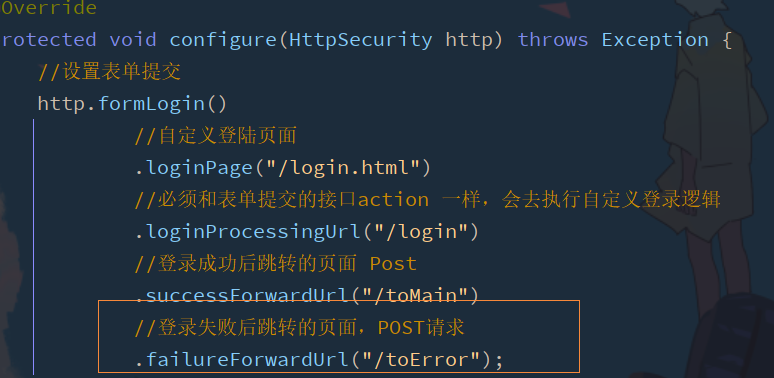 Override
rotected void configure(HttpSecurity http) throws Exception {
//设置表单提交
http.formLogin()
//自定义登陆页面
.loginPage("/login.html")
//必须和表单提交的接口action 一样，会去执行自定义登录逻辑
.loginProcessingUrl("/login")
//登录成功后跳转的页面 Post
.successForwardUrl("/toMain")
//登录失败后跳转的页面，POST请求
.failureForwardUrl("/toError");